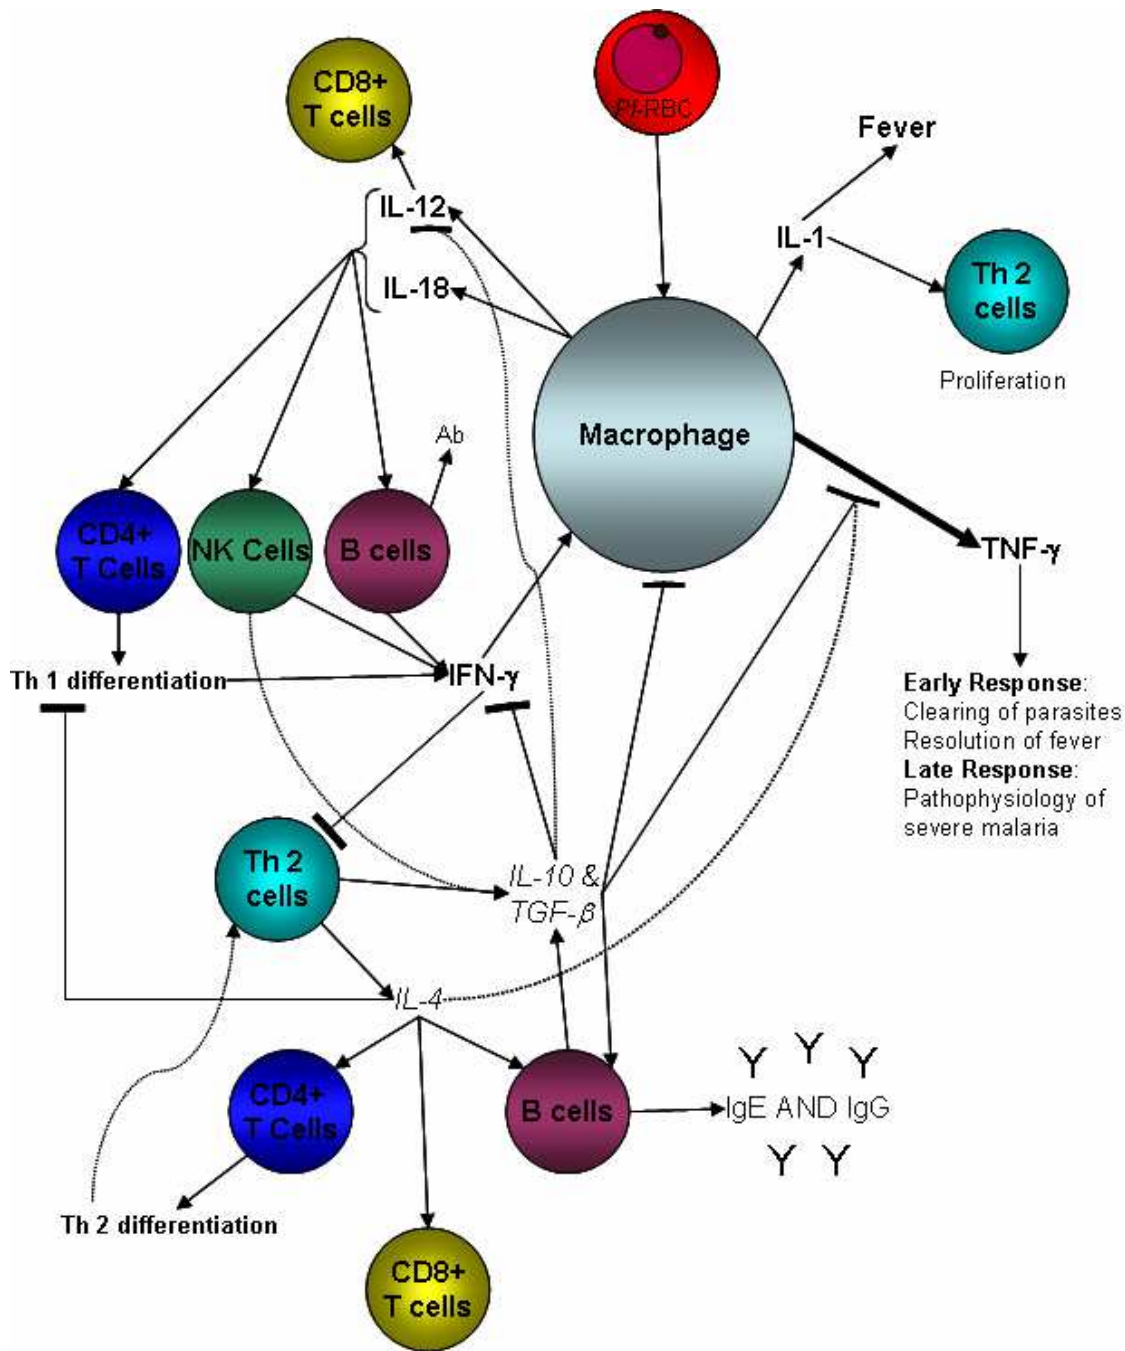 CD8+
T cells
Pf-RBC
Fever
IL-12
IL-1
IL-18
Th 2
cells
Proliferation
Macrophage
Ab
CD4+
T Cells
NK Cells
B cells
TNF-γ
Th 1 differentiation
IFN-γ
Early Response:
Clearing of parasites
Resolution of fever
Late Response:
Pathophysiology of
severe malaria
Th 2
cells
IL-10 &
TGF-β
IL-4
CD4+
T Cells
B cells
IgE AND IgG
Th 2 differentiation
CD8+
T cells